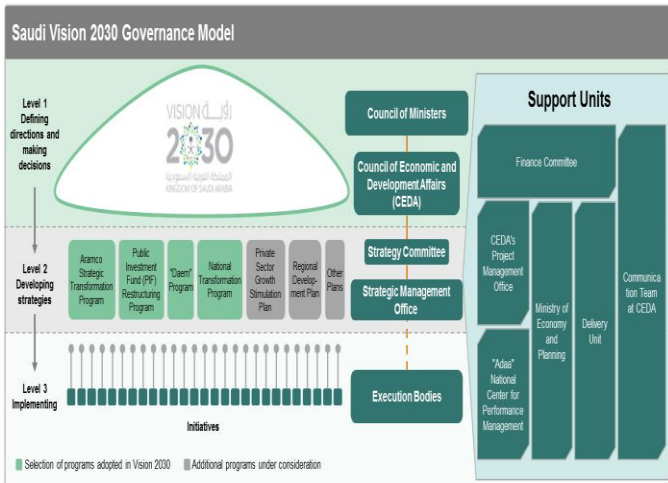 Saudi Vision 2030 Governance Model
Level 1
Defining
directions and
making
decisions
VISION رؤيـــة
2030
المملكة العربية السعودية
KINGDOM OF SAUDI ARABIA
Council of Ministers
Council of Economic and
Development Affairs
(CEDA)
Level 2
Developing
strategies
Aramco
Strategic
Transformation
Program
Public
Investment
Fund (PIF)
Restructuring
Program
"Daem"
Program
National
Transformation
Program
Private
Sector
Growth
Stimulation
Plan
Regional
Develop-
ment Plan
Other
Plans
Strategy Committee
Strategic Management
Office
Level 3
Implementing
Initiatives
Execution Bodies
Support Units
Finance Committee
CEDA's
Project
Management
Office
"Adaa"
National
Center for
Performance
Management
Ministry of
Economy
and
Planning
Delivery
Unit
Communica
tion Team
at CEDA
Selection of programs adopted in Vision 2030
Additional programs under consideration